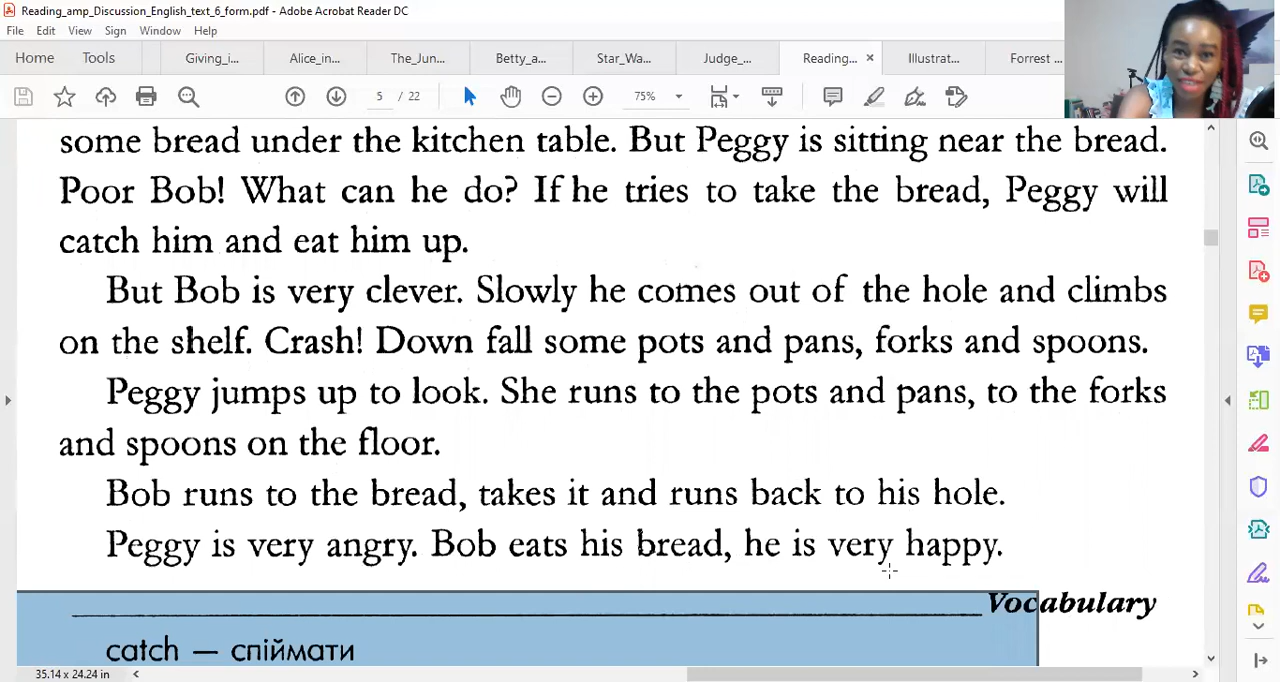 Reading_amp_Discussion_English_text_6_form.pdf - Adobe Acrobat Reader DC
File Edit View Sign Window Help
Home Tools Giving_i... Alice_in... The_Jun... Betty_a... Star_Wa... Judge_... Reading... × Illustrat... Forrest ...
5 / 22 75%
some bread under the kitchen table. But Peggy is sitting near the bread.
Poor Bob! What can he do? If he tries to take the bread, Peggy will
catch him and eat him up.
But Bob is very clever. Slowly he comes out of the hole and climbs
on the shelf. Crash! Down fall some pots and pans, forks and spoons.
Peggy jumps up to look. She runs to the pots and pans, to the forks
and spoons on the floor.
Bob runs to the bread, takes it and runs back to his hole.
Peggy is very angry. Bob eats his bread, he is very happy.
Vocabulary
catch — спіймати
35.14 x 24.24 in